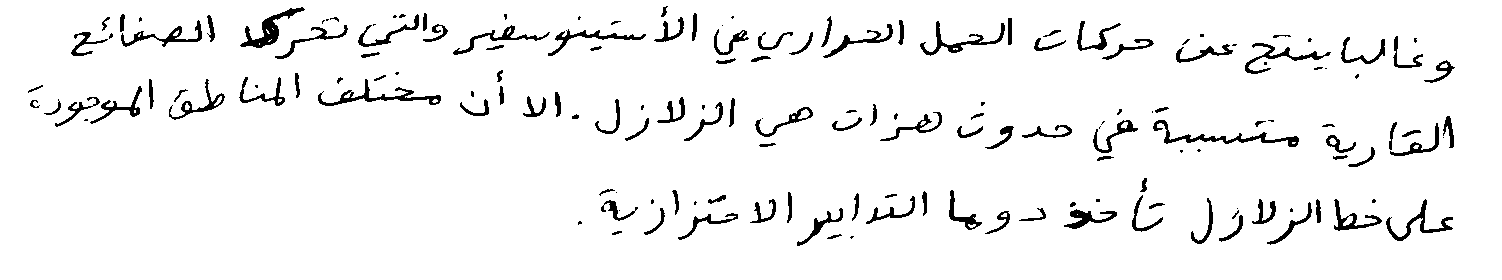 وغالبا ينتج عن حركات الحمل الحراري في الأستينوسفير والتي تحرك الصفائح
القارية متسببة في حدوث هزات هي الزلازل. الا أن مختلف المناطق الموجودة
على خط الزلازل تأخذ دوما التدابير الاحترازية.